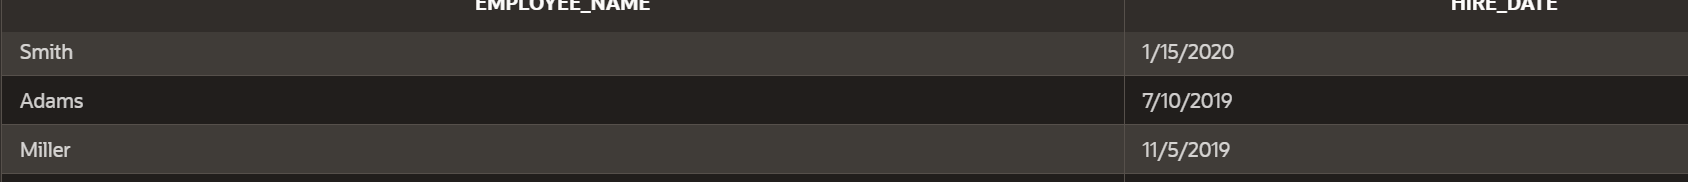 EMPLOYEE_NAME HIRE_DATE
Smith 1/15/2020
Adams 7/10/2019
Miller 11/5/2019